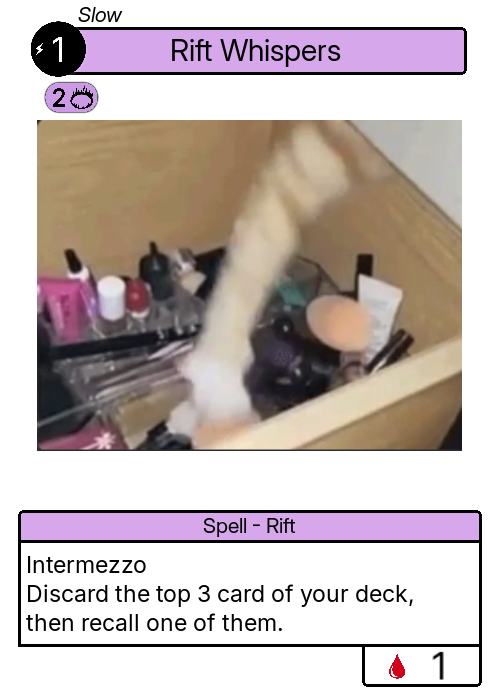 Slow
1
Rift Whispers
2
Spell - Rift
Intermezzo
Discard the top 3 card of your deck,
then recall one of them.
1